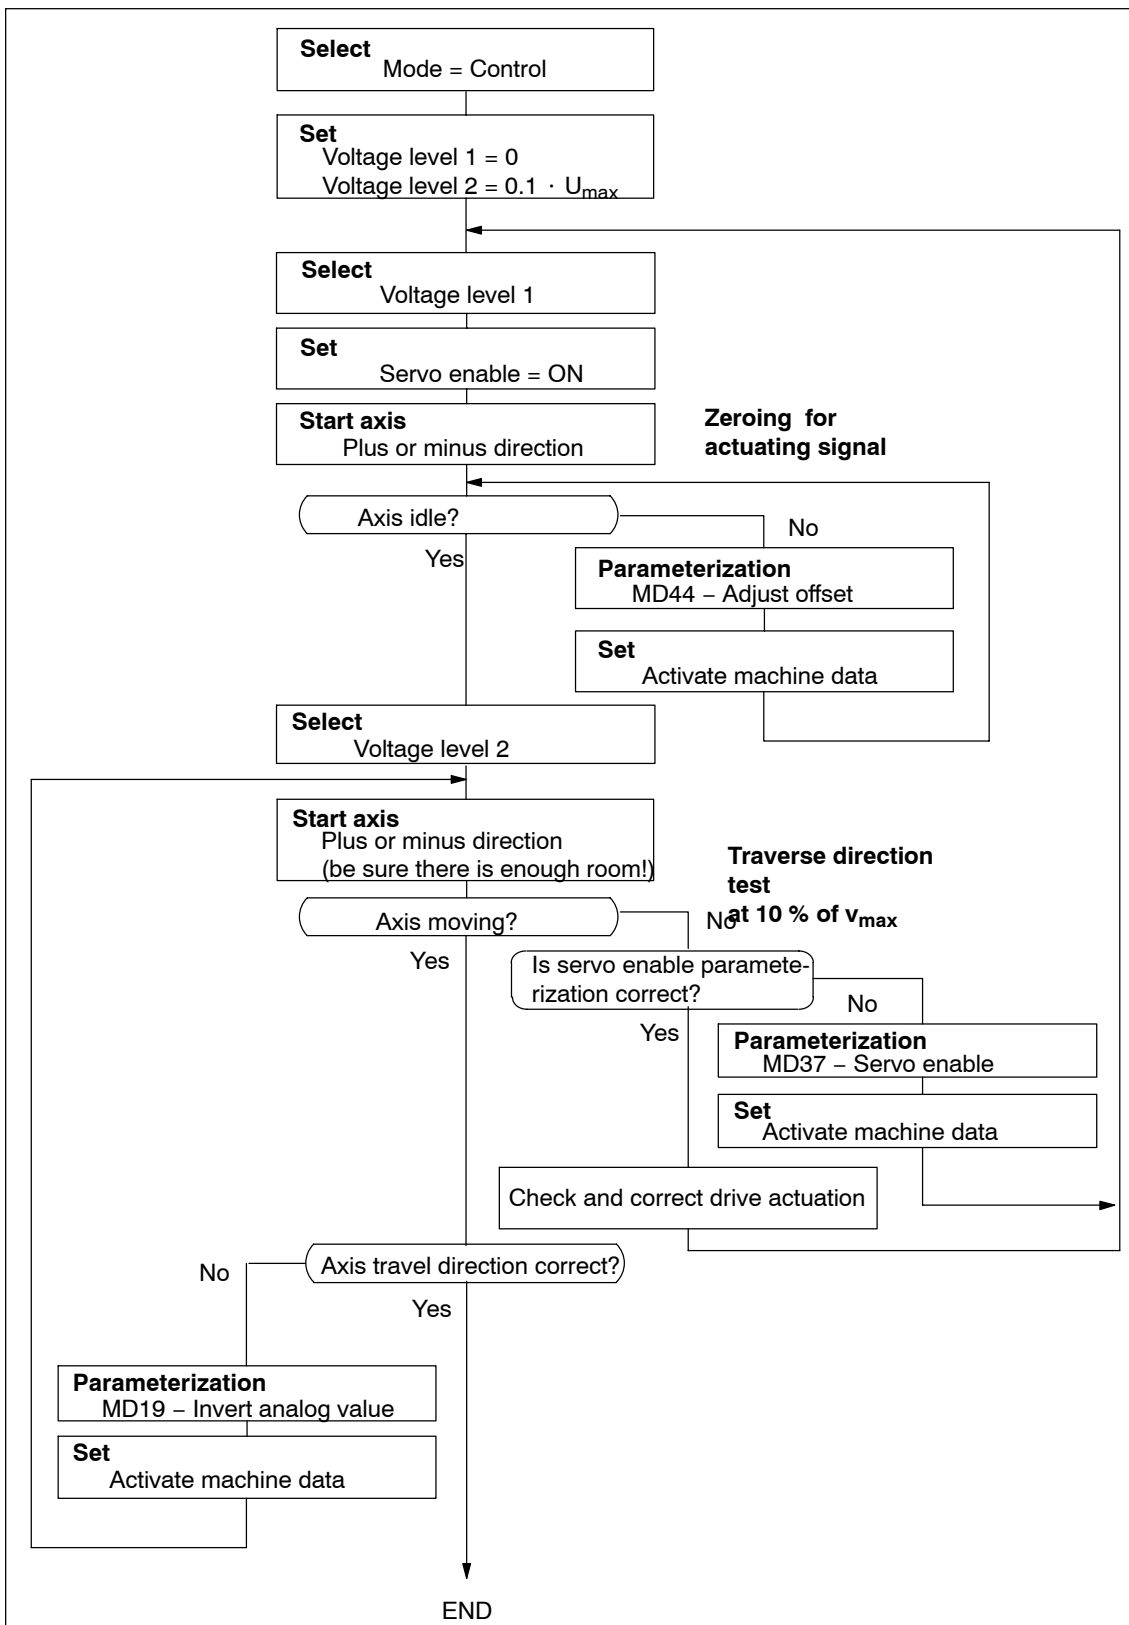 Select
Mode = Control
Set
Voltage level 1 = 0
Voltage level 2 = 0.1 · Umax
Select
Voltage level 1
Set
Servo enable = ON
Start axis
Plus or minus direction
Zeroing for
actuating signal
Axis idle?
No
Yes
Parameterization
MD44 – Adjust offset
Set
Activate machine data
Select
Voltage level 2
Start axis
Plus or minus direction
(be sure there is enough room!)
Traverse direction
test
at 10 % of vmax
Axis moving?
No
Yes
Is servo enable paramete-
rization correct?
No
Yes
Parameterization
MD37 – Servo enable
Set
Activate machine data
Check and correct drive actuation
Axis travel direction correct?
No
Yes
Parameterization
MD19 – Invert analog value
Set
Activate machine data
END